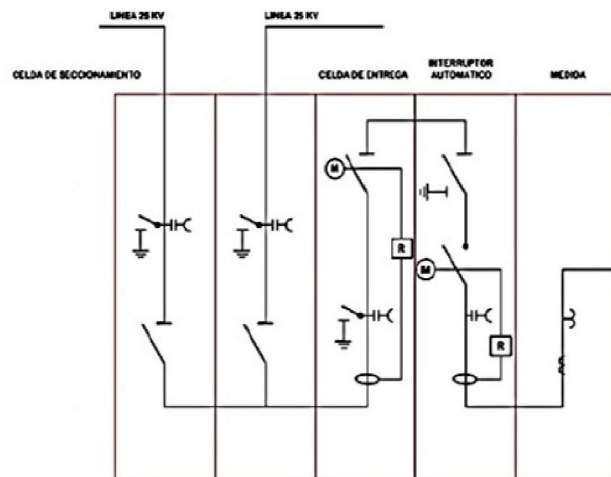 LINEA 25 KV
LINEA 25 KV
CELDA DE SECCIONAMIENTO
CELDA DE ENTREGA
INTERRUPTOR
AUTOMATICO
MEDIDA
M
R
M
R